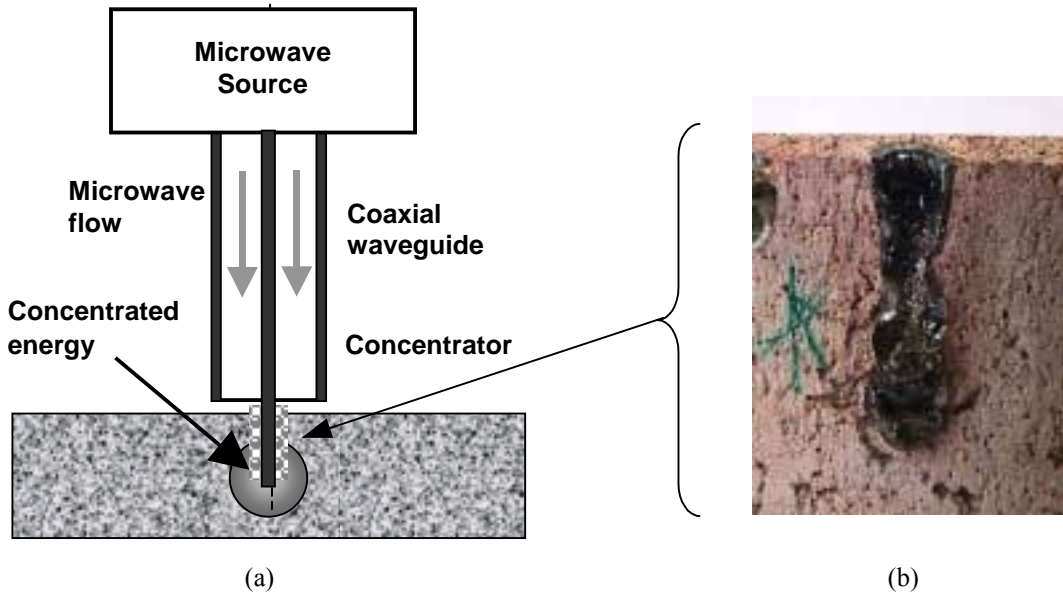 Microwave
Source
Microwave
flow
Coaxial
waveguide
Concentrated
energy
Concentrator
(a)
(b)